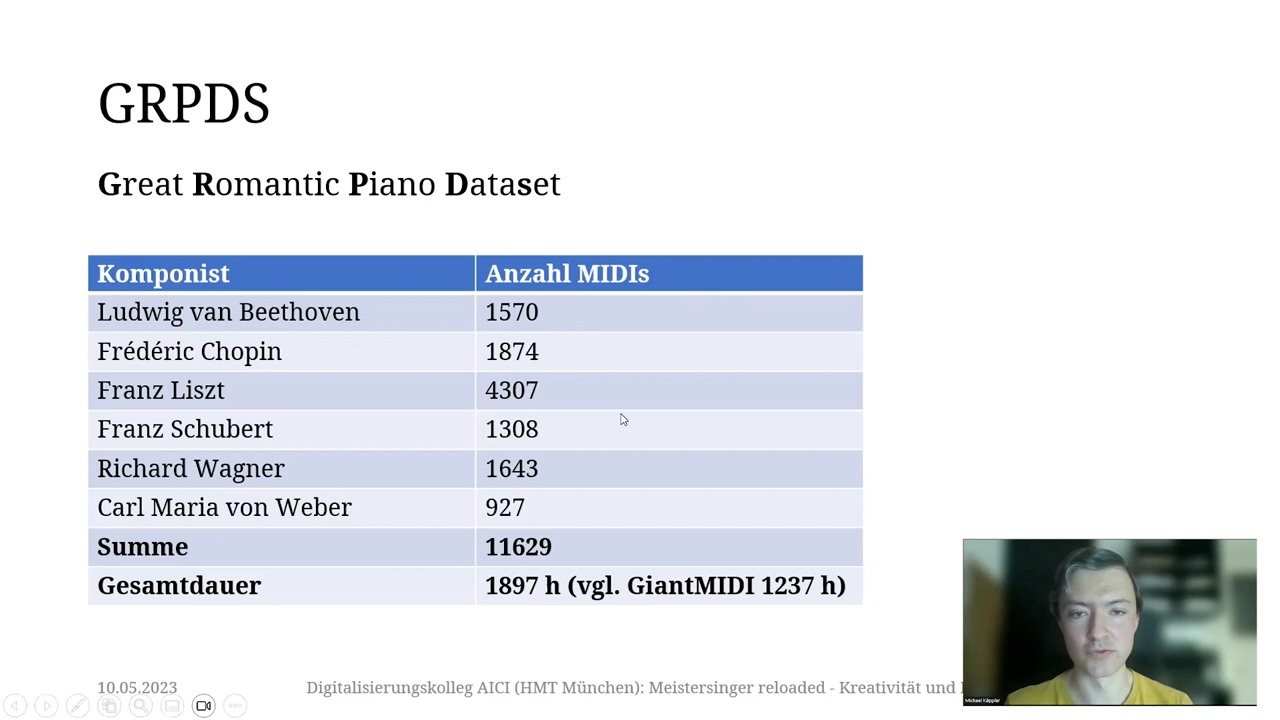 GRPDS
Great Romantic Piano Dataset
Komponist Anzahl MIDIs
Ludwig van Beethoven 1570
Frédéric Chopin 1874
Franz Liszt 4307
Franz Schubert 1308
Richard Wagner 1643
Carl Maria von Weber 927
Summe 11629
Gesamtdauer 1897 h (vgl. GiantMIDI 1237 h)
10.05.2023 Digitalisierungskolleg AICI (HMT München): Meistersinger reloaded - Kreativität und
Michael Käppler